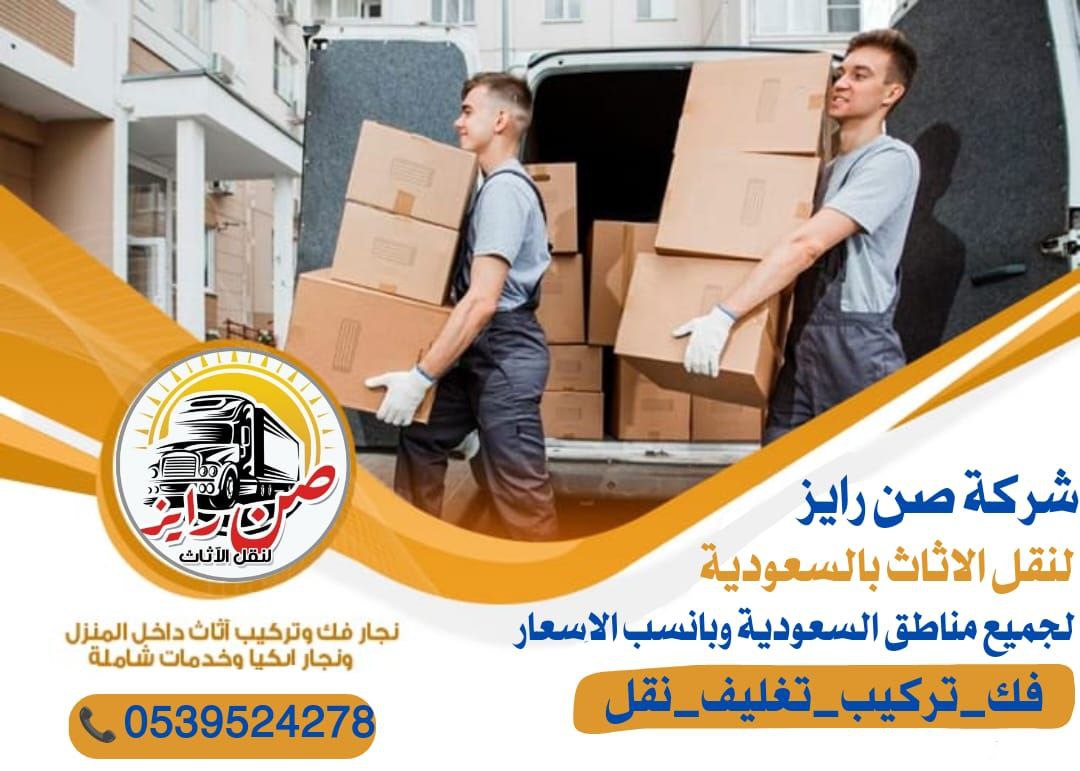 صن رايز
لنقل الآثاث
شركة صن رايز
لنقل الاثاث بالسعودية
لجميع مناطق السعودية وبانسب الاسعار
فك_تركيب_تغليف_نقل
نجار فك وتركيب آثاث داخل المنزل
ونجار ايكيا وخدمات شاملة
0539524278